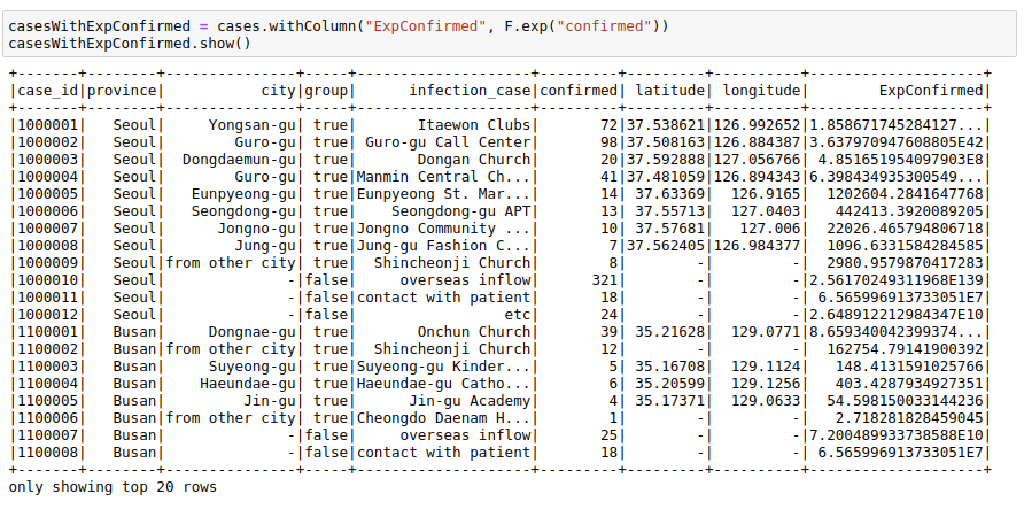 casesWithExpConfirmed = cases.withColumn("ExpConfirmed", F.exp("confirmed"))
casesWithExpConfirmed.show()
+-------+--------+---------------+-----+--------------------+---------+---------+----------+--------------------+
|case_id|province|           city|group|      infection_case|confirmed| latitude| longitude|        ExpConfirmed|
+-------+--------+---------------+-----+--------------------+---------+---------+----------+--------------------+
|1000001|   Seoul|     Yongsan-gu| true|       Itaewon Clubs|       72|37.538621|126.992652|1.858671745284127...|
|1000002|   Seoul|        Guro-gu| true| Guro-gu Call Center|       98|37.508163|126.884387|3.637970947608805E42|
|1000003|   Seoul|  Dongdaemun-gu| true|       Dongan Church|       20|37.592888|127.056766| 4.851651954097903E8|
|1000004|   Seoul|        Guro-gu| true|Manmin Central Ch...|       41|37.481059|126.894343|6.398434935300549...|
|1000005|   Seoul|   Eunpyeong-gu| true|Eunpyeong St. Mar...|       14| 37.63369|  126.9165|  1202604.2841647768|
|1000006|   Seoul|   Seongdong-gu| true|    Seongdong-gu APT|       13| 37.55713|  127.0403|   442413.3920089205|
|1000007|   Seoul|      Jongno-gu| true|Jongno Community ...|       10| 37.57681|   127.006|  22026.465794806718|
|1000008|   Seoul|        Jung-gu| true|Jung-gu Fashion C...|        7|37.562405|126.984377|  1096.6331584284585|
|1000009|   Seoul|from other city| true|  Shincheonji Church|        8|        -|         -|  2980.9579870417283|
|1000010|   Seoul|              -|false|     overseas inflow|      321|        -|         -|2.56170249311968E139|
|1000011|   Seoul|              -|false|contact with patient|       18|        -|         -| 6.565996913733051E7|
|1000012|   Seoul|              -|false|                 etc|       24|        -|         -|2.648912212984347E10|
|1100001|   Busan|     Dongnae-gu| true|       Onchun Church|       39| 35.21628|  129.0771|8.659340042399374...|
|1100002|   Busan|from other city| true|  Shincheonji Church|       12|        -|         -|  162754.79141900392|
|1100003|   Busan|     Suyeong-gu| true|Suyeong-gu Kinder...|        5| 35.16708|  129.1124|   148.4131591025766|
|1100004|   Busan|    Haeundae-gu| true|Haeundae-gu Catho...|        6| 35.20599|  129.1256|   403.4287934927351|
|1100005|   Busan|         Jin-gu| true|      Jin-gu Academy|        4| 35.17371|  129.0633|  54.598150033144236|
|1100006|   Busan|from other city| true|Cheongdo Daenam H...|        1|        -|         -|   2.718281828459045|
|1100007|   Busan|              -|false|     overseas inflow|       25|        -|         -|7.200489933738588E10|
|1100008|   Busan|              -|false|contact with patient|       18|        -|         -| 6.565996913733051E7|
+-------+--------+---------------+-----+--------------------+---------+---------+----------+--------------------+
only showing top 20 rows